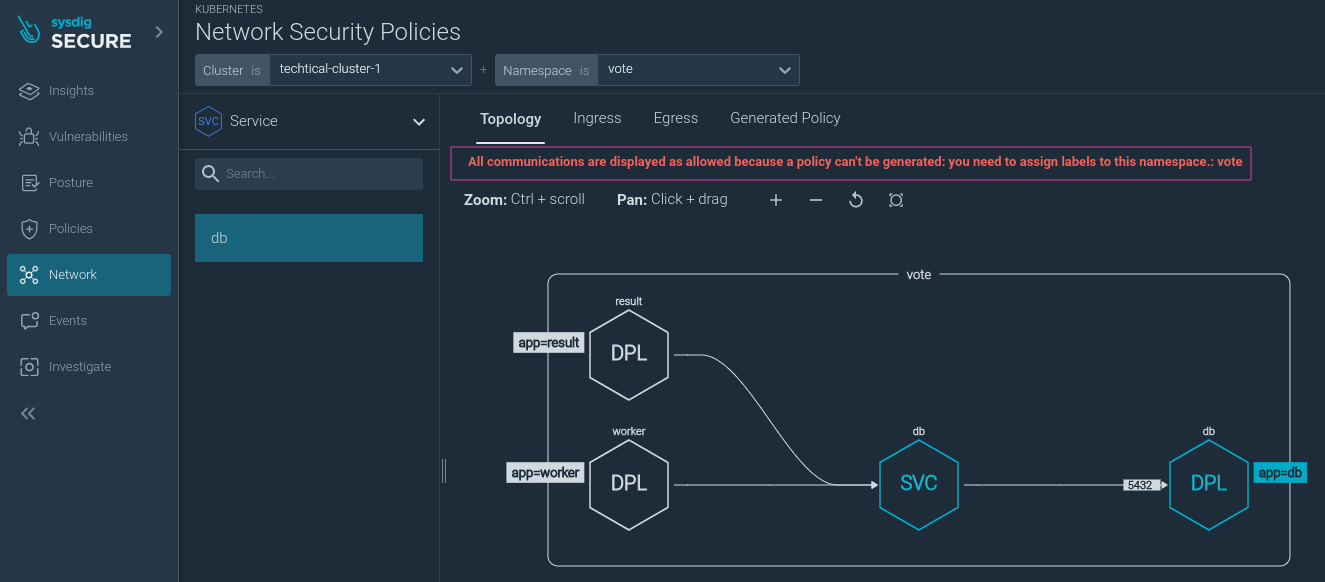 sysdig
SECURE
Insights
Vulnerabilities
Posture
Policies
Network
Events
Investigate
KUBERNETES
Network Security Policies
Cluster is techtical-cluster-1 + Namespace is vote
SVC Service
Search...
db
Topology Ingress Egress Generated Policy
All communications are displayed as allowed because a policy can't be generated: you need to assign labels to this namespace.: vote
Zoom: Ctrl + scroll Pan: Click + drag
vote
result
app=result DPL
worker db db
app=worker DPL SVC 5432 DPL app=db